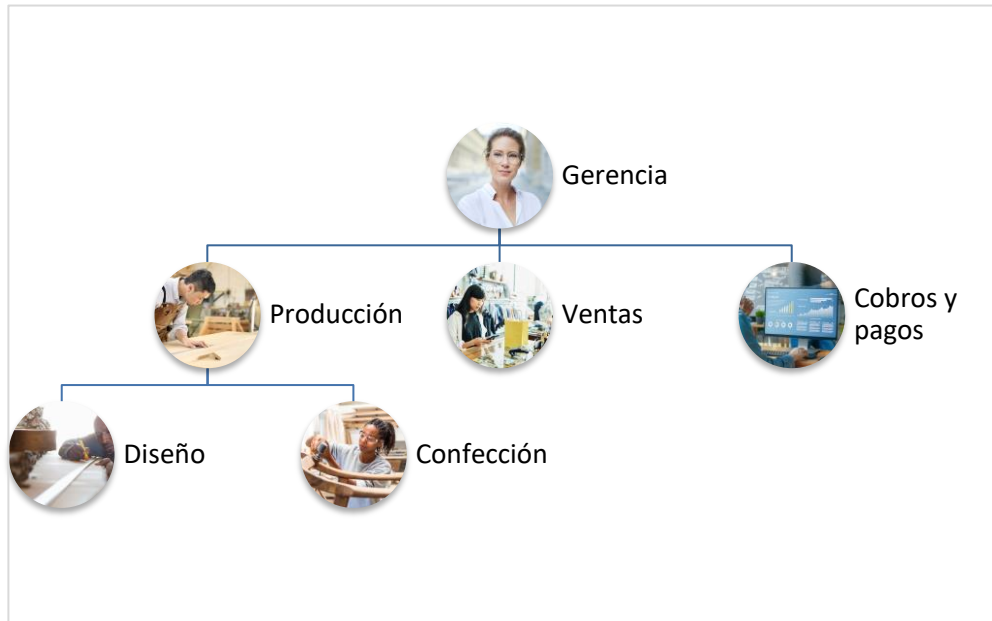 Gerencia
Producción
Ventas
Cobros y
pagos
Diseño
Confección